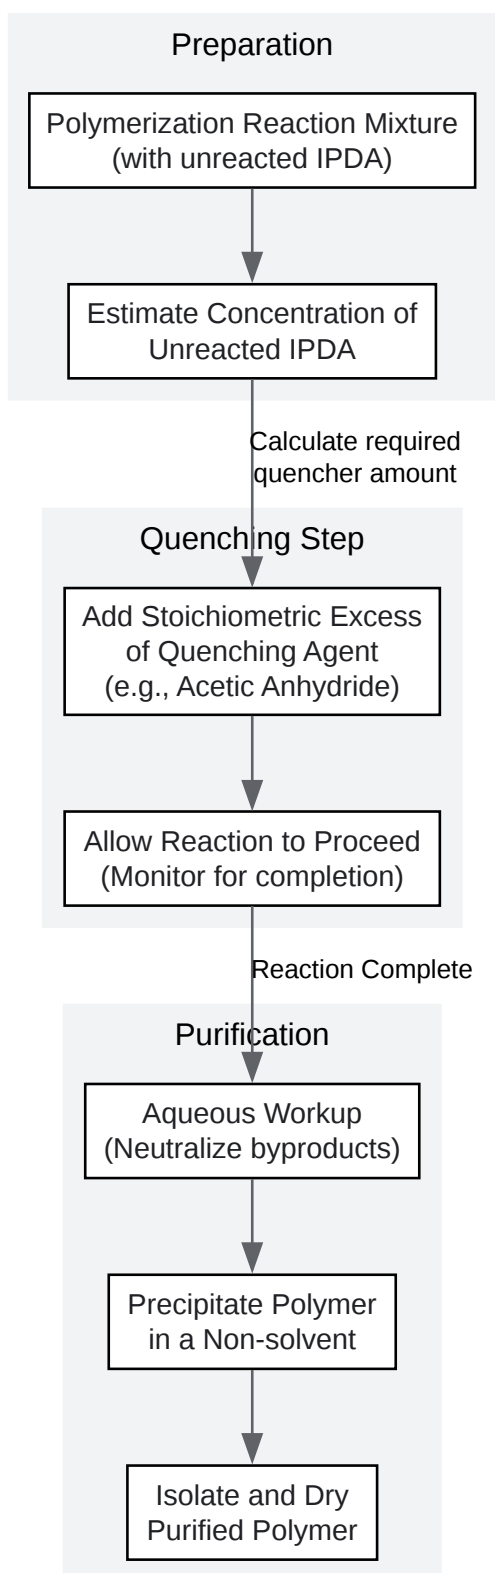 Preparation
Polymerization Reaction Mixture
(with unreacted IPDA)
Estimate Concentration of
Unreacted IPDA
Calculate required
quencher amount
Quenching Step
Add Stoichiometric Excess
of Quenching Agent
(e.g., Acetic Anhydride)
Allow Reaction to Proceed
(Monitor for completion)
Reaction Complete
Purification
Aqueous Workup
(Neutralize byproducts)
Precipitate Polymer
in a Non-solvent
Isolate and Dry
Purified Polymer